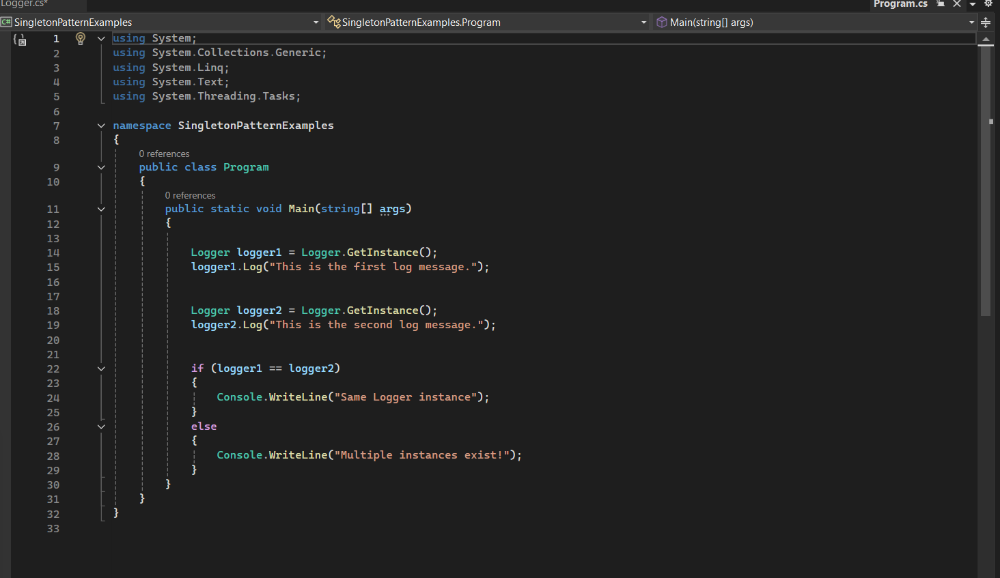 Logger.cs*
Program.cs
C# SingletonPatternExamples
SingletonPatternExamples.Program
Main(string[] args)
1 using System;
2 using System.Collections.Generic;
3 using System.Linq;
4 using System.Text;
5 using System.Threading.Tasks;
6
7 namespace SingletonPatternExamples
8 {
0 references
9 public class Program
10 {
0 references
11 public static void Main(string[] args)
12 {
13
14 Logger logger1 = Logger.GetInstance();
15 logger1.Log("This is the first log message.");
16
17
18 Logger logger2 = Logger.GetInstance();
19 logger2.Log("This is the second log message.");
20
21
22 if (logger1 == logger2)
23 {
24 Console.WriteLine("Same Logger instance");
25 }
26 else
27 {
28 Console.WriteLine("Multiple instances exist!");
29 }
30 }
31 }
32 }
33